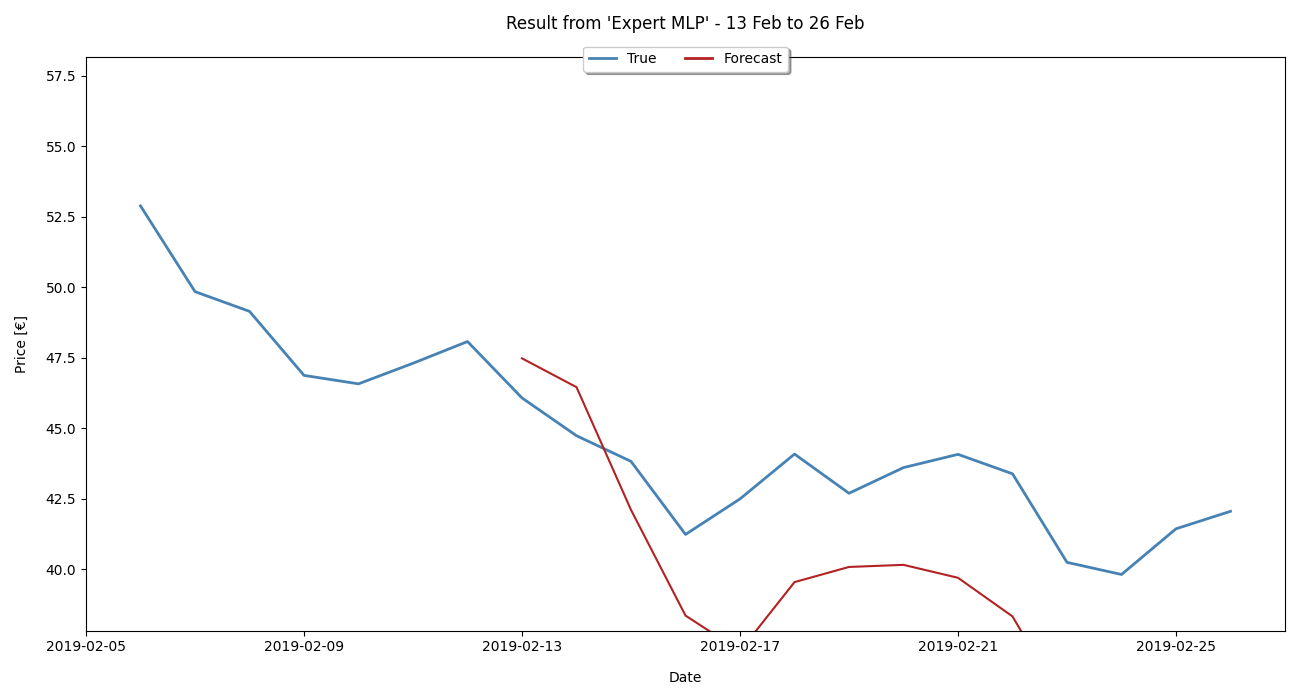 Result from 'Expert MLP' - 13 Feb to 26 Feb
True Forecast
57.5
55.0
52.5
50.0
47.5
45.0
42.5
40.0
Price [€]
2019-02-05 2019-02-09 2019-02-13 2019-02-17 2019-02-21 2019-02-25
Date